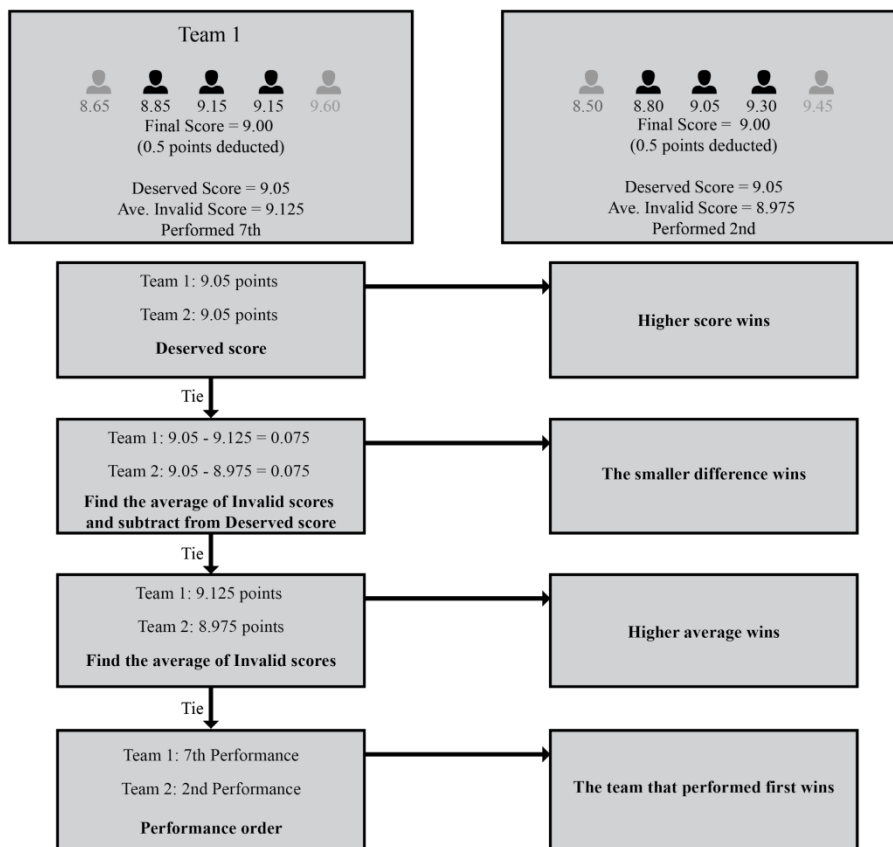 Team 1
8.65 8.85 9.15 9.15 9.60
Final Score = 9.00
(0.5 points deducted)
Deserved Score = 9.05
Ave. Invalid Score = 9.125
Performed 7th
8.50 8.80 9.05 9.30 9.45
Final Score = 9.00
(0.5 points deducted)
Deserved Score = 9.05
Ave. Invalid Score = 8.975
Performed 2nd
Team 1: 9.05 points
Team 2: 9.05 points
Deserved score
Higher score wins
Tie
Team 1: 9.05 - 9.125 = 0.075
Team 2: 9.05 - 8.975 = 0.075
Find the average of Invalid scores
and subtract from Deserved score
The smaller difference wins
Tie
Team 1: 9.125 points
Team 2: 8.975 points
Find the average of Invalid scores
Higher average wins
Tie
Team 1: 7th Performance
Team 2: 2nd Performance
Performance order
The team that performed first wins